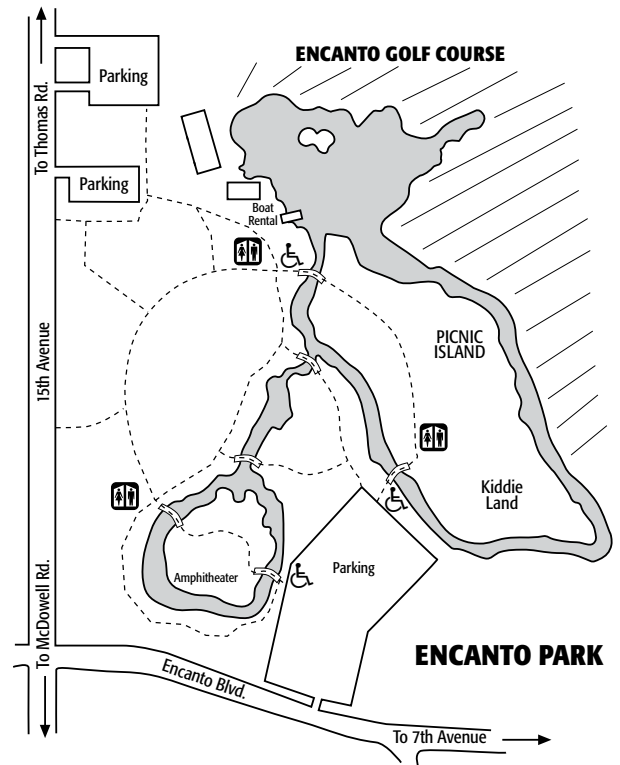 ENCANTO GOLF COURSE
Parking
To Thomas Rd.
Parking
Boat
Rental
15th Avenue
PICNIC
ISLAND
Kiddie
Land
Amphitheater
Parking
To McDowell Rd.
ENCANTO PARK
Encanto Blvd.
To 7th Avenue